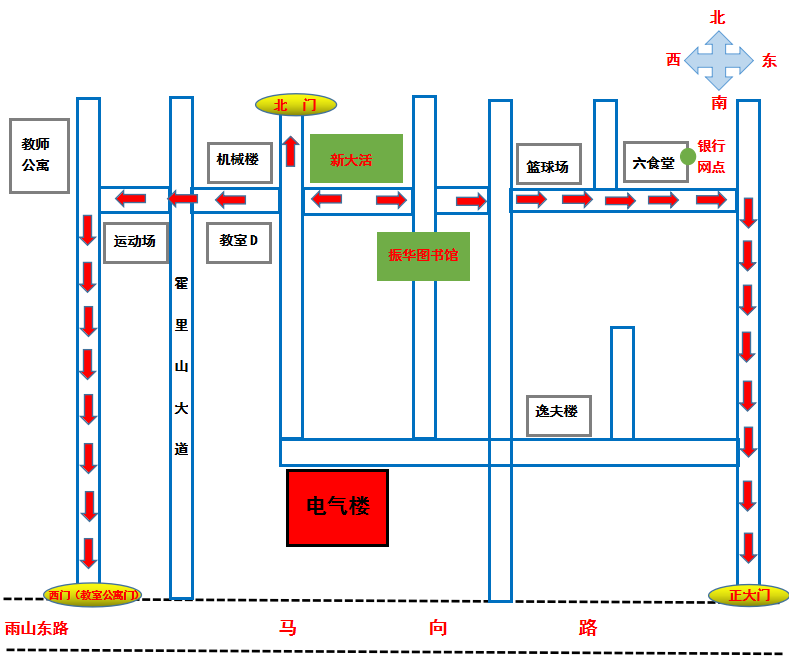 北
西
东
南
北 门
教师
公寓
机械楼
新大活
篮球场
六食堂
银行
网点
运动场
教室D
振华图书馆
霍
里
山
大
道
逸夫楼
电气楼
西门（教室公寓门）
正大门
雨山东路
马 向 路